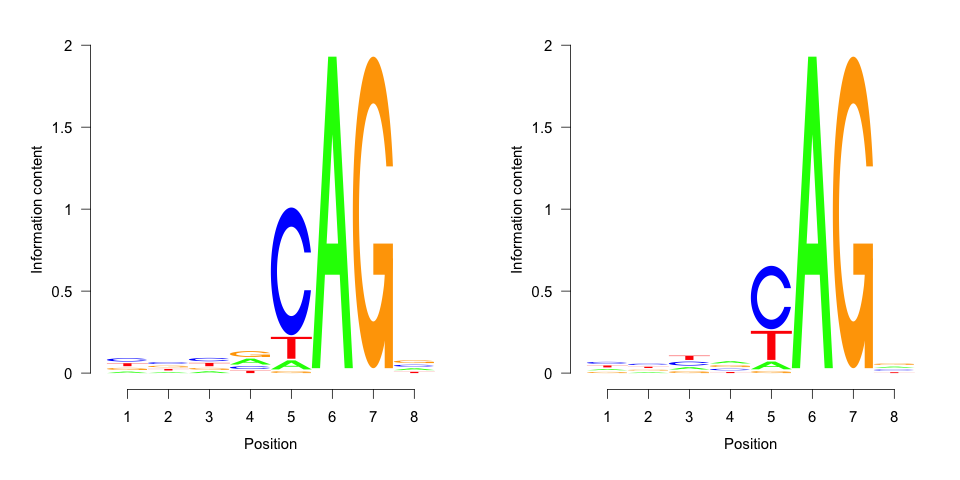 2
1.5
1
0.5
0
Information content
C
T
A
A
G
1 2 3 4 5 6 7 8
Position
2
1.5
1
0.5
0
Information content
C
T
A
A
G
1 2 3 4 5 6 7 8
Position